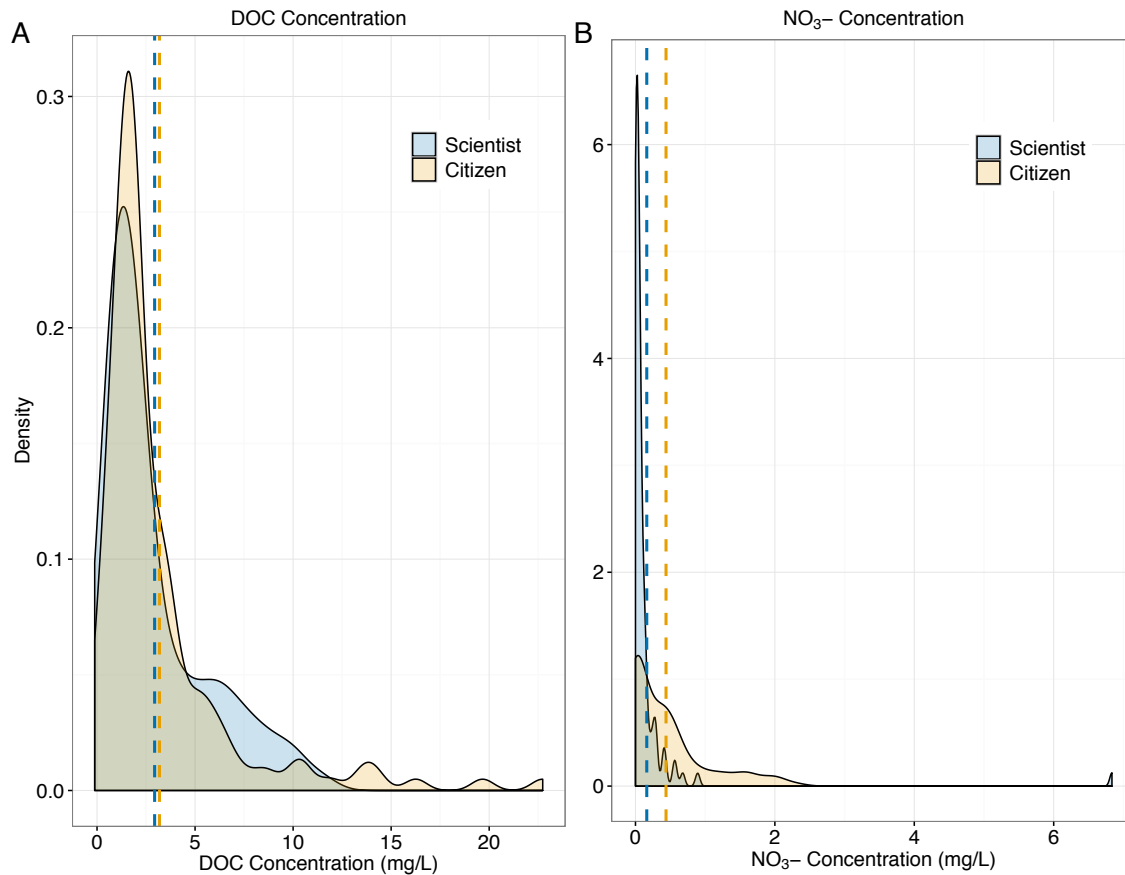 A
DOC Concentration
Density
0.3
0.2
0.1
0.0
Scientist
Citizen
0
5
10
15
20
DOC Concentration (mg/L)
B
NO₃− Concentration
6
4
2
0
Scientist
Citizen
0
2
4
6
NO₃− Concentration (mg/L)